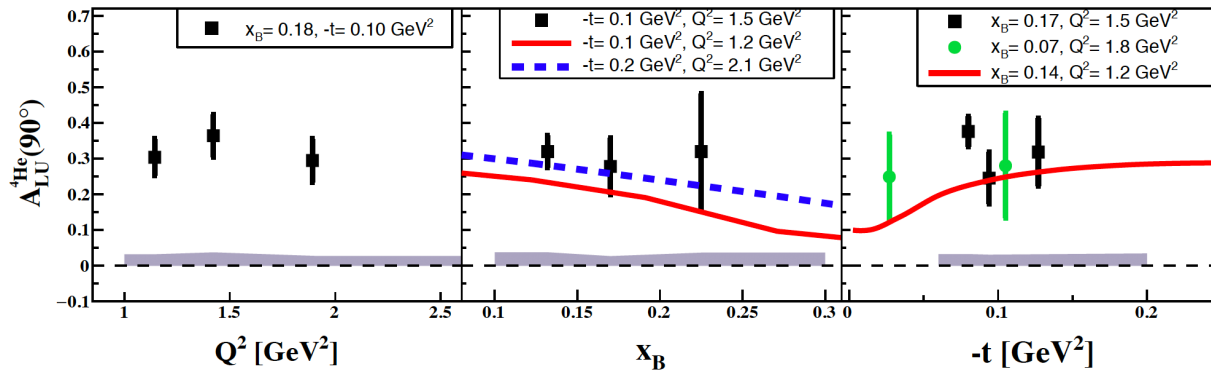 0.7
0.6
0.5
0.4
0.3
0.2
0.1
0
−0.1
A_LU^4He(90°)
x_B= 0.18, -t= 0.10 GeV²
1 1.5 2 2.5
Q² [GeV²]
-t= 0.1 GeV², Q²= 1.5 GeV²
-t= 0.1 GeV², Q²= 1.2 GeV²
-t= 0.2 GeV², Q²= 2.1 GeV²
0.1 0.15 0.2 0.25 0.3
x_B
x_B= 0.17, Q²= 1.5 GeV²
x_B= 0.07, Q²= 1.8 GeV²
x_B= 0.14, Q²= 1.2 GeV²
0 0.1 0.2
-t [GeV²]